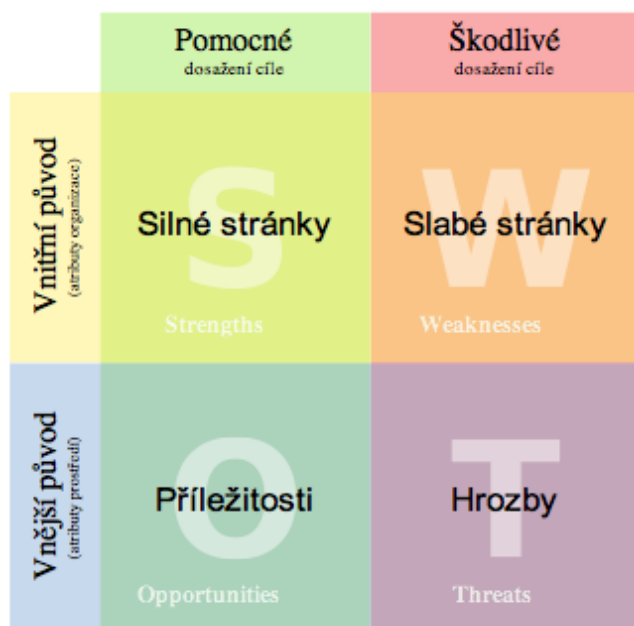 Pomocné
dosažení cíle
Škodlivé
dosažení cíle
Vnitřní původ
(atributy organizace)
S
Silné stránky
Strengths
W
Slabé stránky
Weaknesses
Vnější původ
(atributy prostředí)
O
Příležitosti
Opportunities
T
Hrozby
Threats